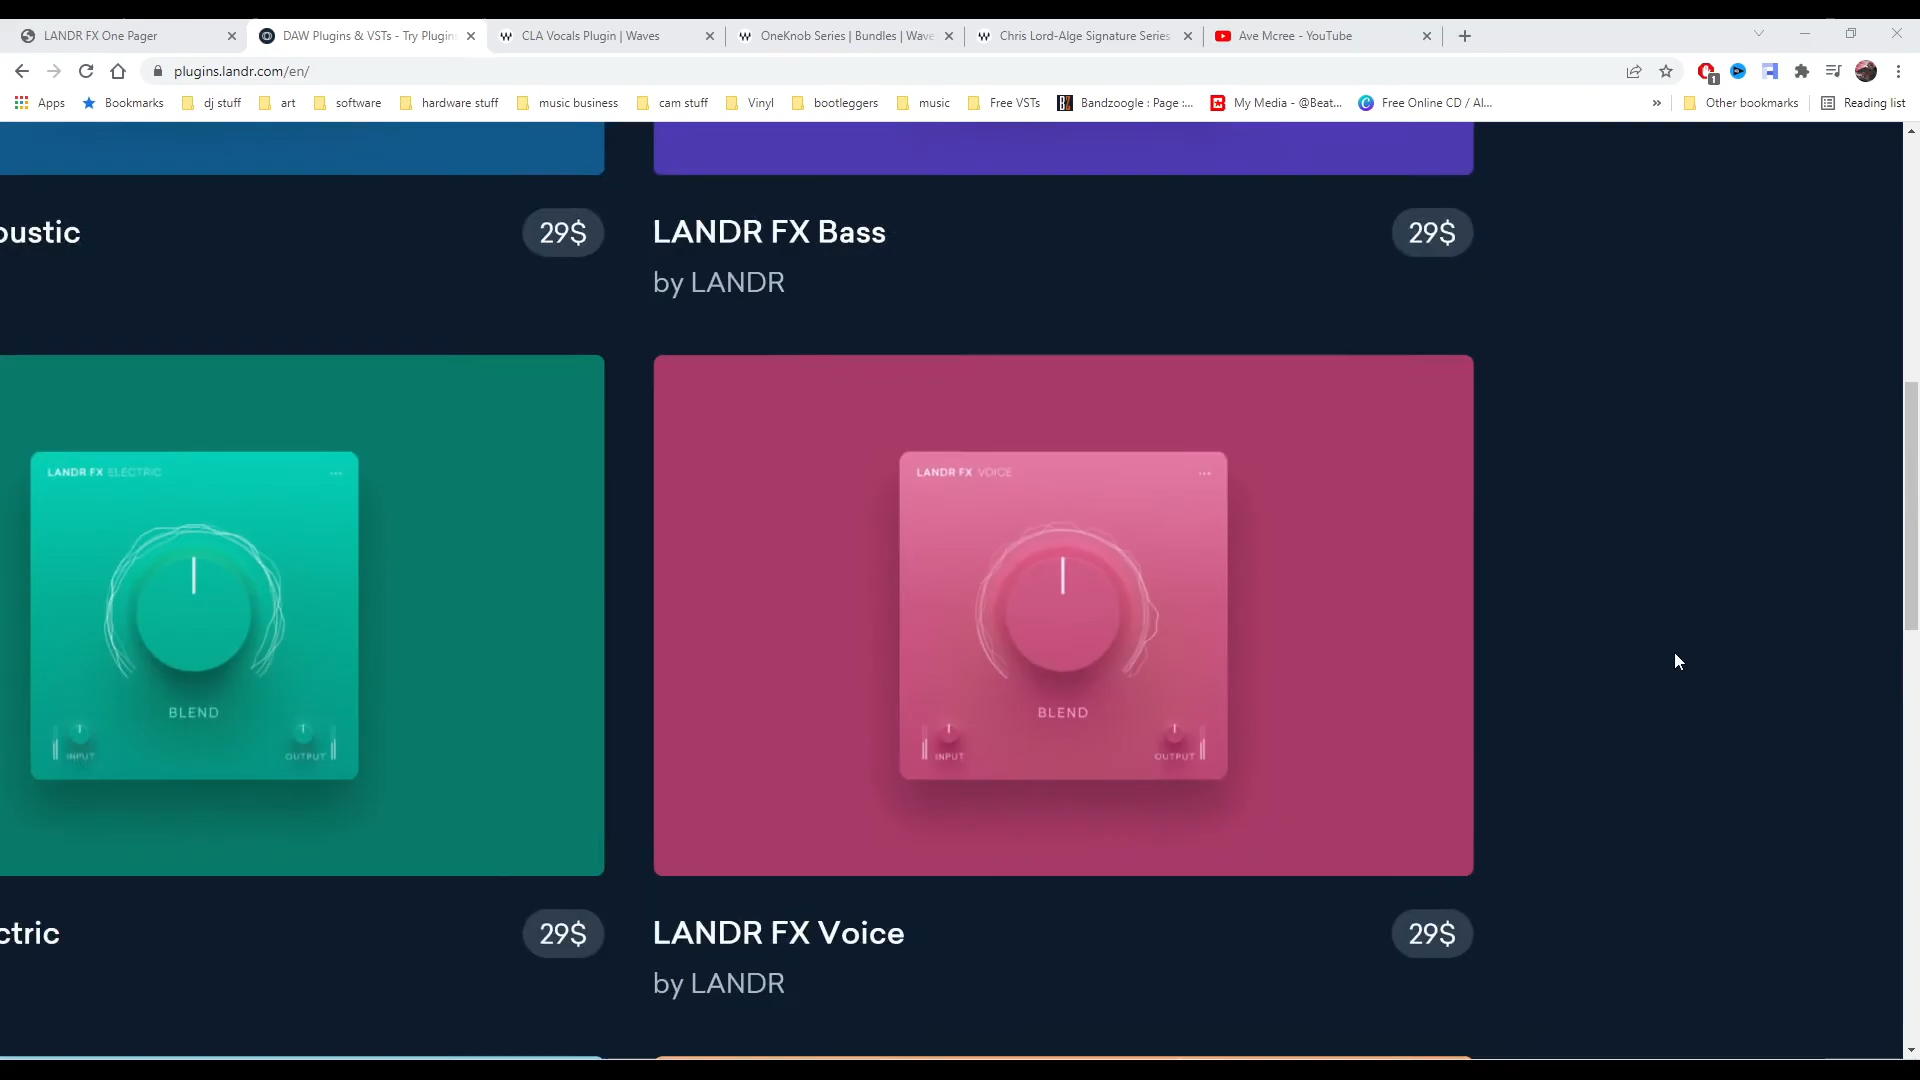 LANDR FX One Pager
DAW Plugins & VSTs - Try Plugins
CLA Vocals Plugin | Waves
OneKnob Series | Bundles | Wave
Chris Lord-Alge Signature Series
Ave Mcree - YouTube
plugins.landr.com/en/
1
Apps
Bookmarks
dj stuff
art
software
hardware stuff
music business
cam stuff
Vinyl
bootleggers
music
Free VSTs
Bandzoogle : Page :...
My Media - @Beat...
Free Online CD / Al...
»
Other bookmarks
Reading list
oustic
29$
LANDR FX Bass
29$
by LANDR
LANDR FX ELECTRIC
BLEND
INPUT
OUTPUT
LANDR FX VOICE
BLEND
INPUT
OUTPUT
ctric
29$
LANDR FX Voice
29$
by LANDR